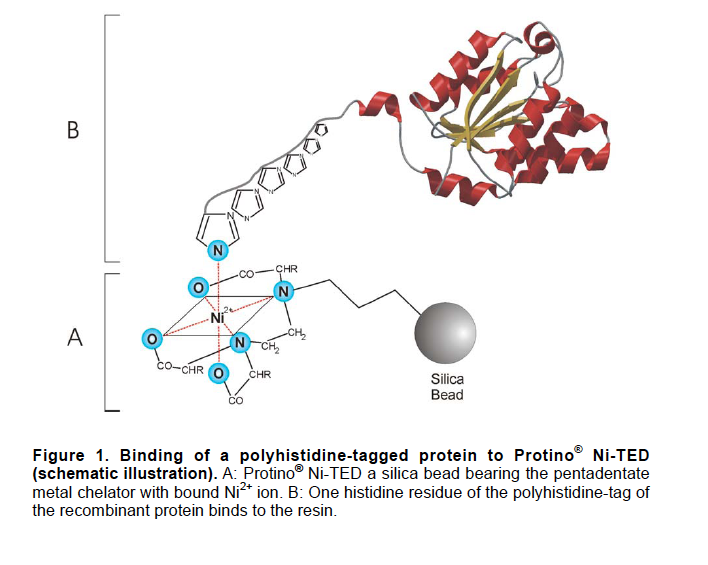 B
N
N
N
N
N
N
N
N
CO
CHR
O
N
Ni2+
O
N
CH2
CH2
CO-CHR
O
CHR
CO
A
Silica
Bead
Figure 1. Binding of a polyhistidine-tagged protein to Protino® Ni-TED
(schematic illustration). A: Protino® Ni-TED a silica bead bearing the pentadentate
metal chelator with bound Ni2+ ion. B: One histidine residue of the polyhistidine-tag of
the recombinant protein binds to the resin.